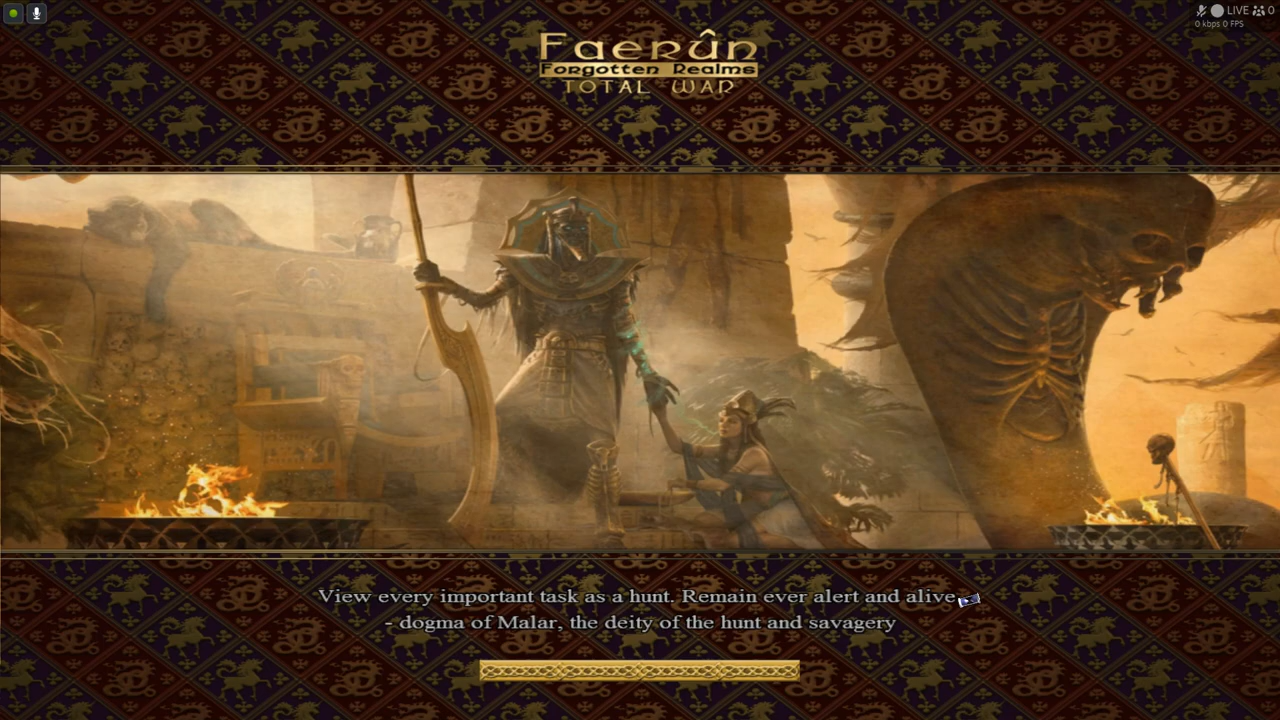 LIVE 0
0 kbps 0 FPS
Faerûn
Forgotten Realms
TOTAL WAR
View every important task as a hunt. Remain ever alert and alive.
- dogma of Malar, the deity of the hunt and savagery